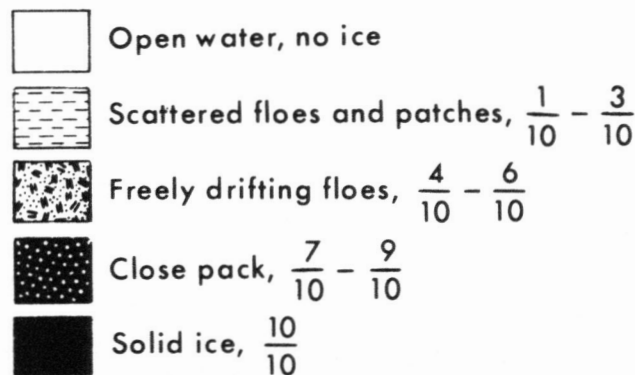 Open water, no ice
Scattered floes and patches, 1/10 – 3/10
Freely drifting floes, 4/10 – 6/10
Close pack, 7/10 – 9/10
Solid ice, 10/10